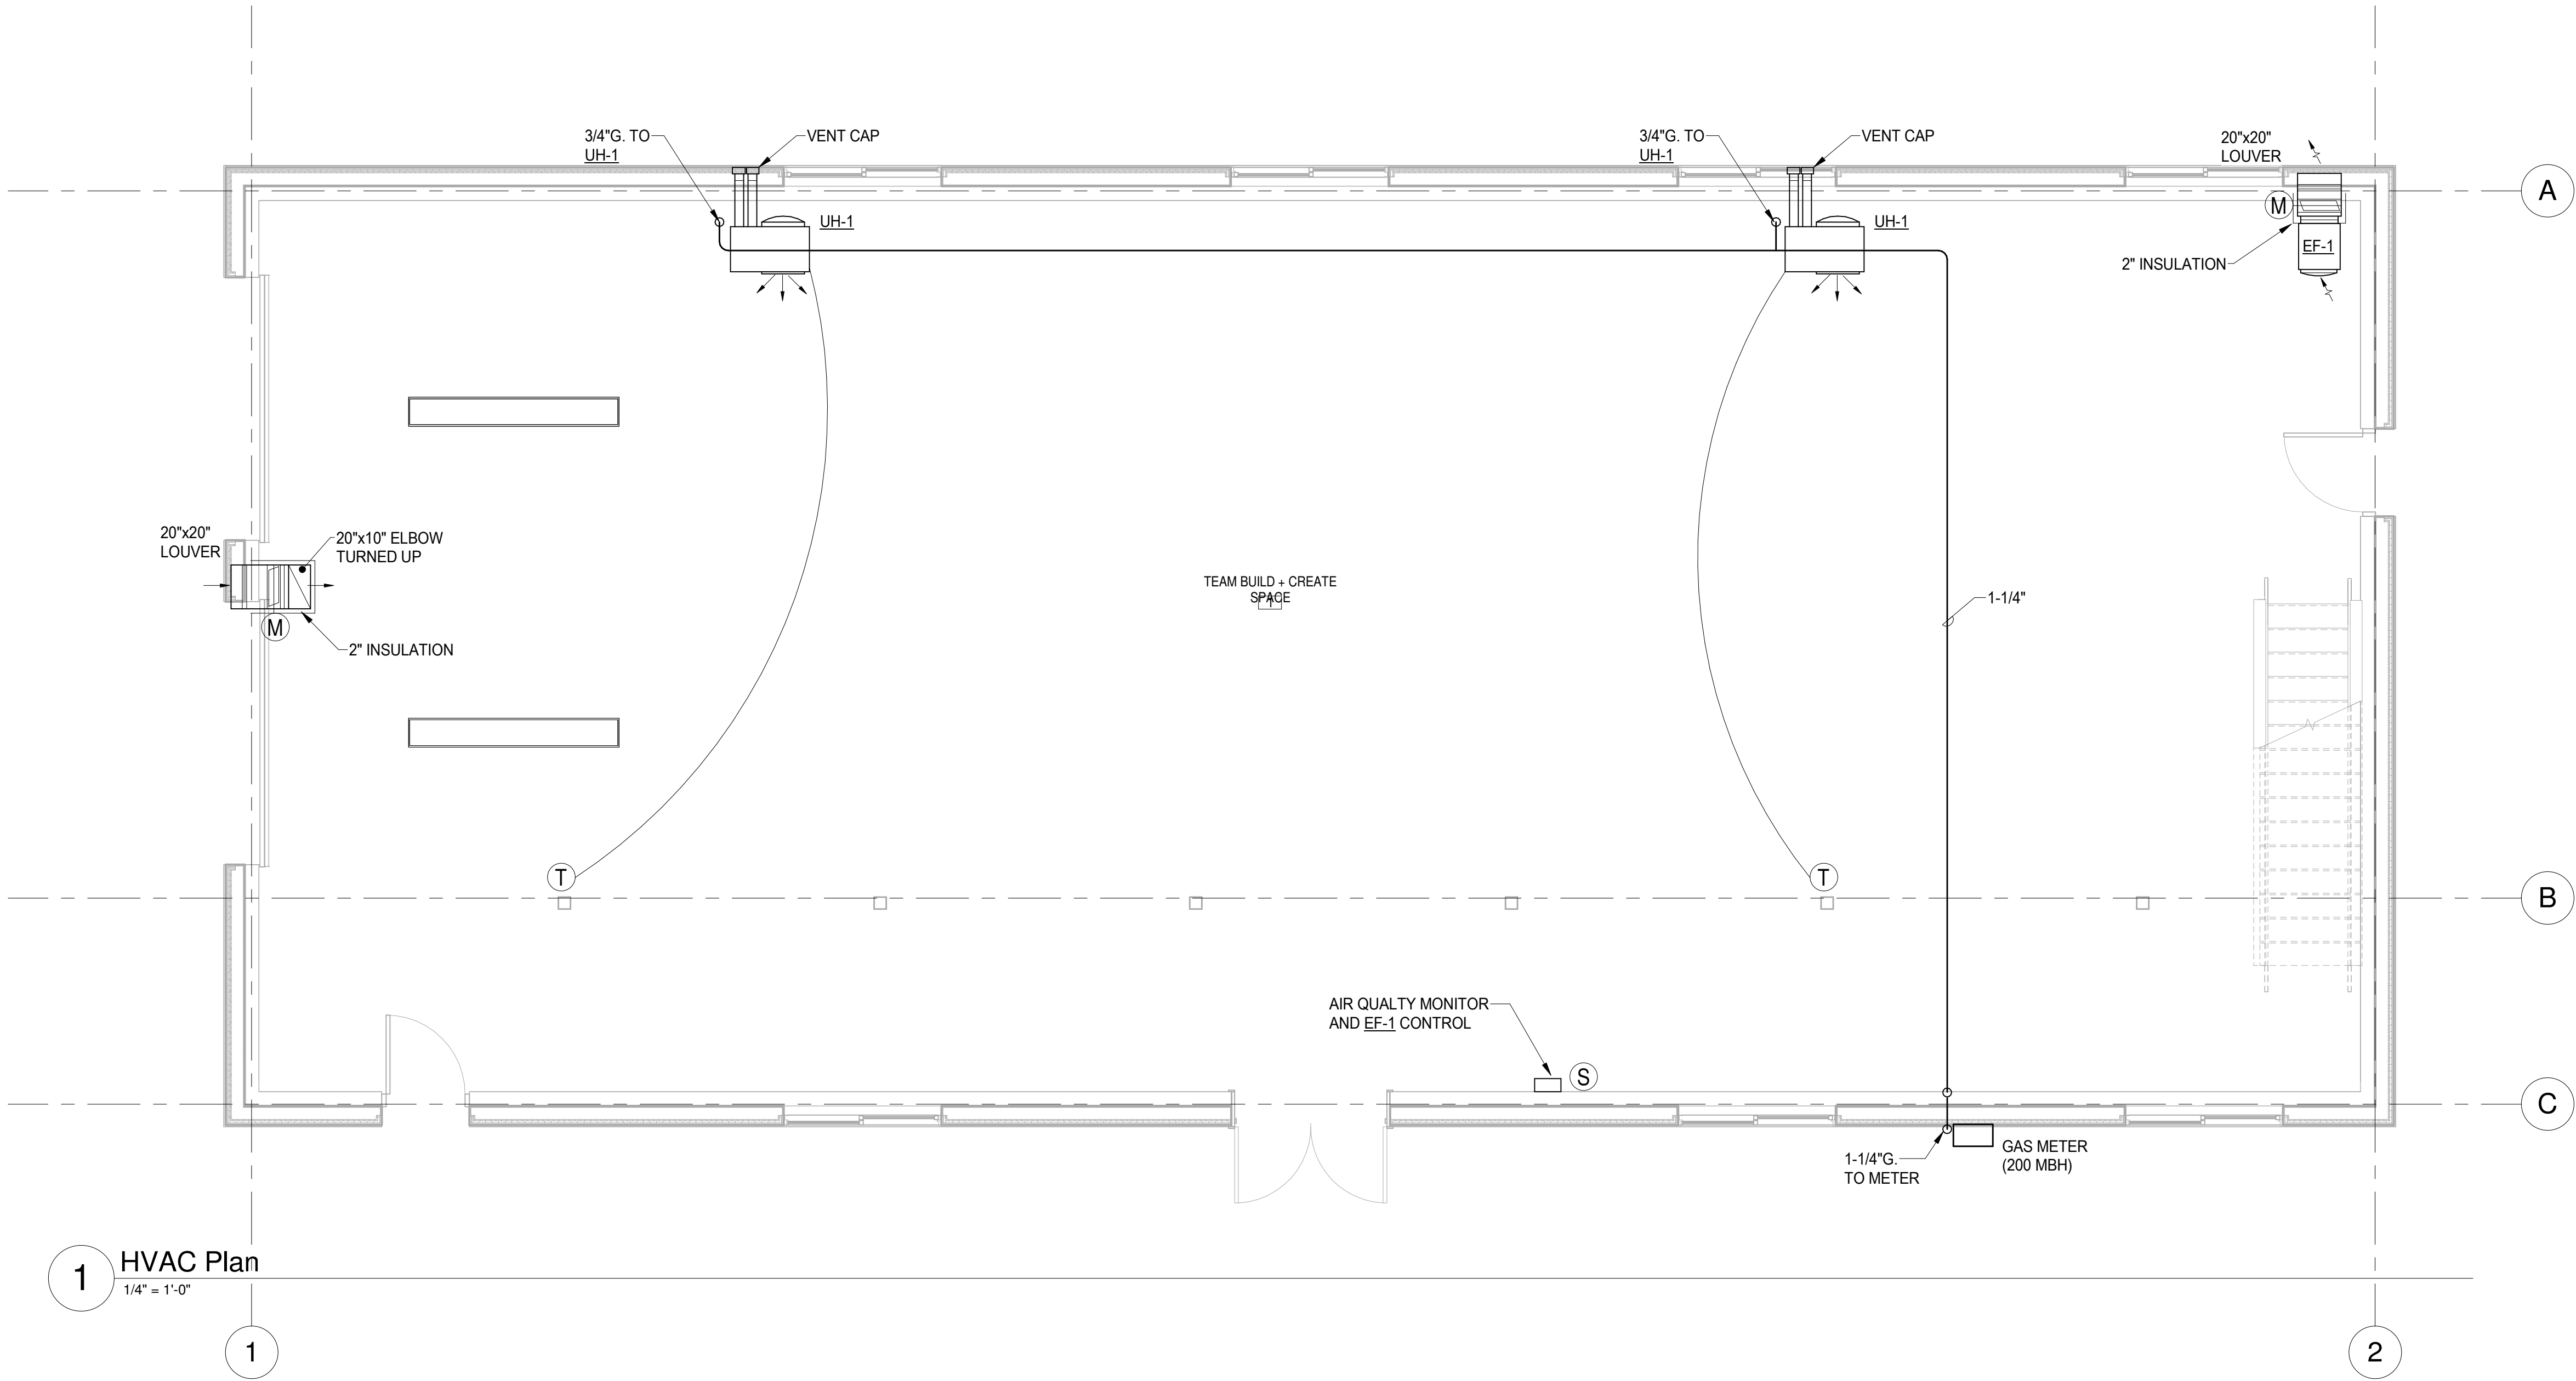 3/4"G. TO
UH-1
VENT CAP
3/4"G. TO
UH-1
VENT CAP
20"x20"
LOUVER
A
M
UH-1
UH-1
EF-1
2" INSULATION
20"x20"
LOUVER
20"x10" ELBOW
TURNED UP
TEAM BUILD + CREATE
SPACE
1
1-1/4"
M
2" INSULATION
T
T
B
AIR QUALTY MONITOR
AND EF-1 CONTROL
S
C
1-1/4"G.
TO METER
GAS METER
(200 MBH)
1
HVAC Plan
1/4" = 1'-0"
1
2